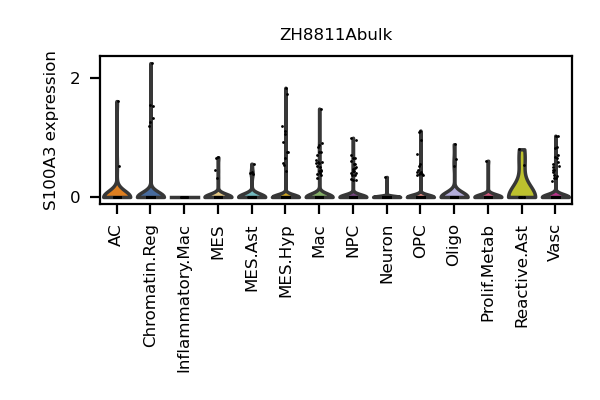 ZH8811Abulk
S100A3 expression
2
0
AC
Chromatin.Reg
Inflammatory.Mac
MES
MES.Ast
MES.Hyp
Mac
NPC
Neuron
OPC
Oligo
Prolif.Metab
Reactive.Ast
Vasc